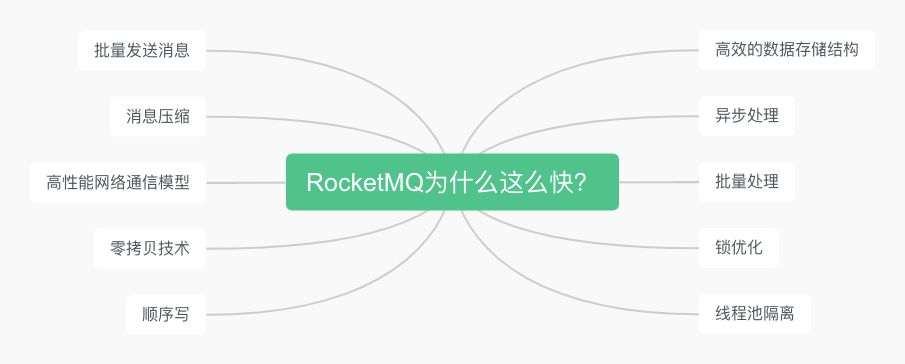 批量发送消息
消息压缩
高性能网络通信模型
零拷贝技术
顺序写
RocketMQ为什么这么快？
高效的数据存储结构
异步处理
批量处理
锁优化
线程池隔离